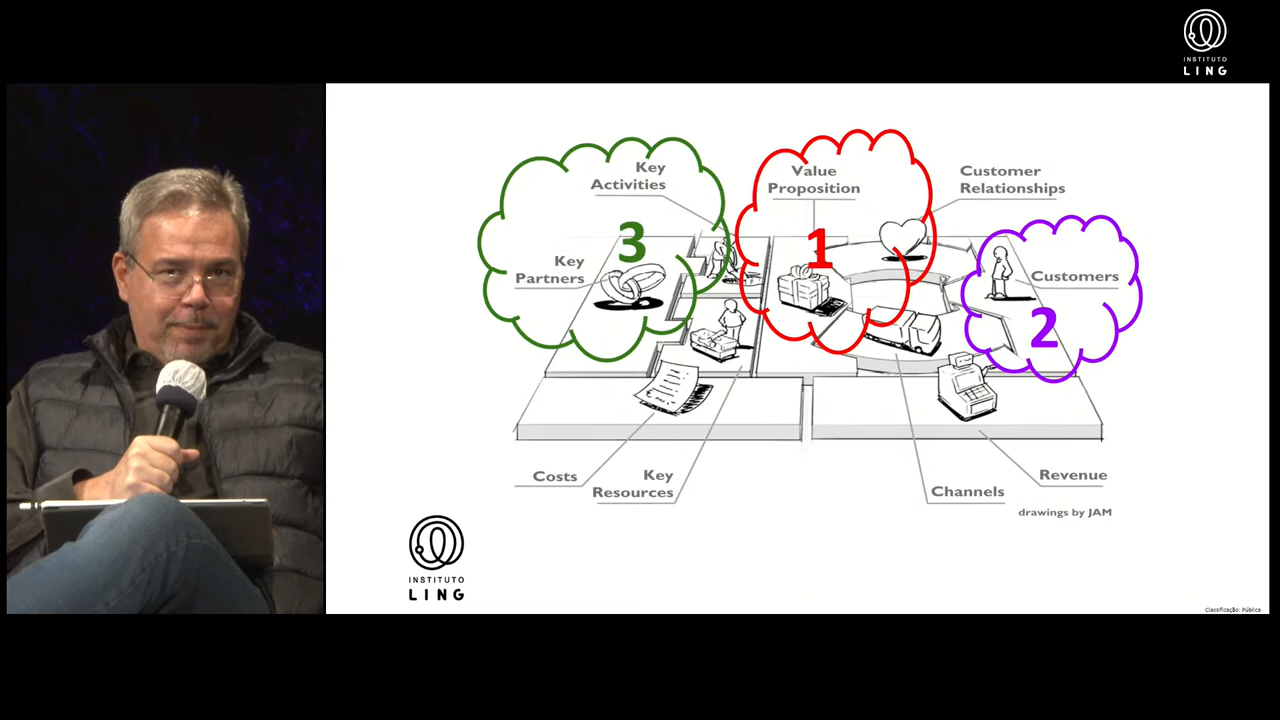 INSTITUTO
LING
Key
Activities
Value
Proposition
Customer
Relationships
3
1
Key
Partners
Customers
2
Costs
Key
Resources
Channels
Revenue
drawings by JAM
INSTITUTO
LING
Classificação: Pública